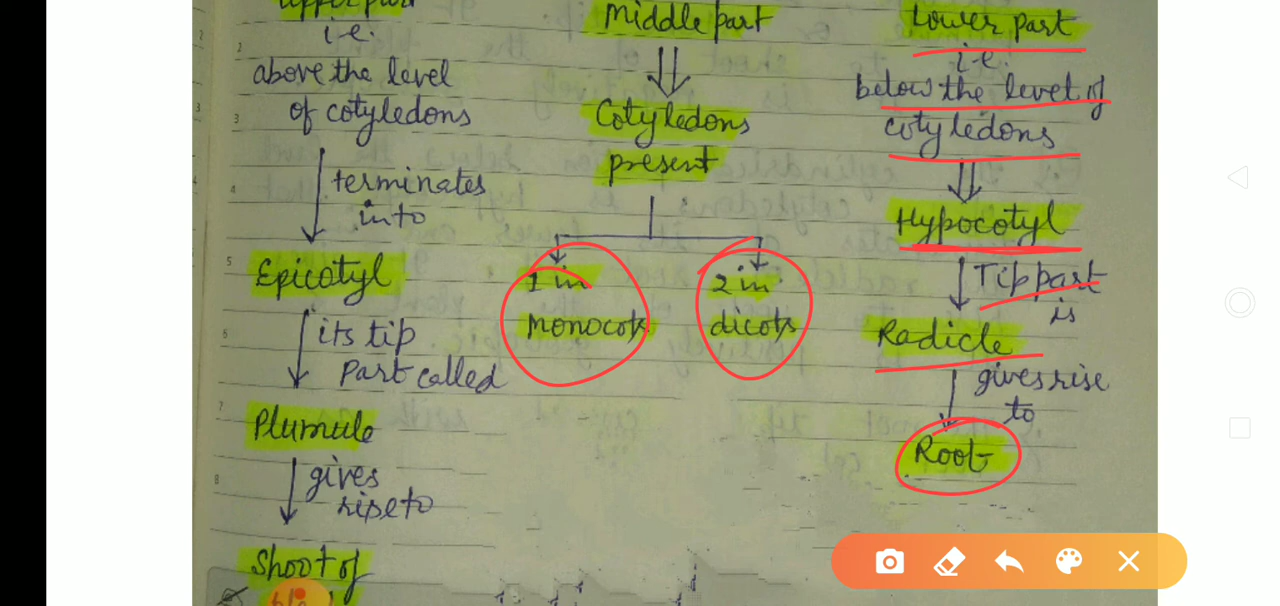 Upper part
i.e.
above the level
of cotyledons
terminates
into
Epicotyl
its tip
Part called
Plumule
gives
rise to
Shoot of
Middle part
Cotyledons
present
1 in
monocots
2 in
dicots
Lower part
i.e.
below the level of
cotyledons
Hypocotyl
Tip part
is
Radicle
gives rise
to
Root